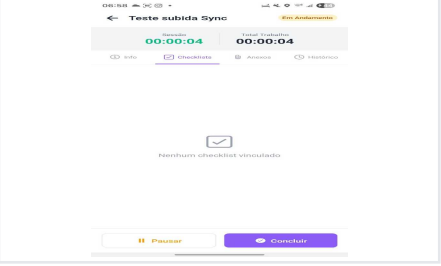 06:58
Teste subida Sync
Em Andamento
Sessão
Total Trabalho
00:00:04
00:00:04
Info
Checklists
Anexos
Histórico
Nenhum checklist vinculado
Pausar
Concluir